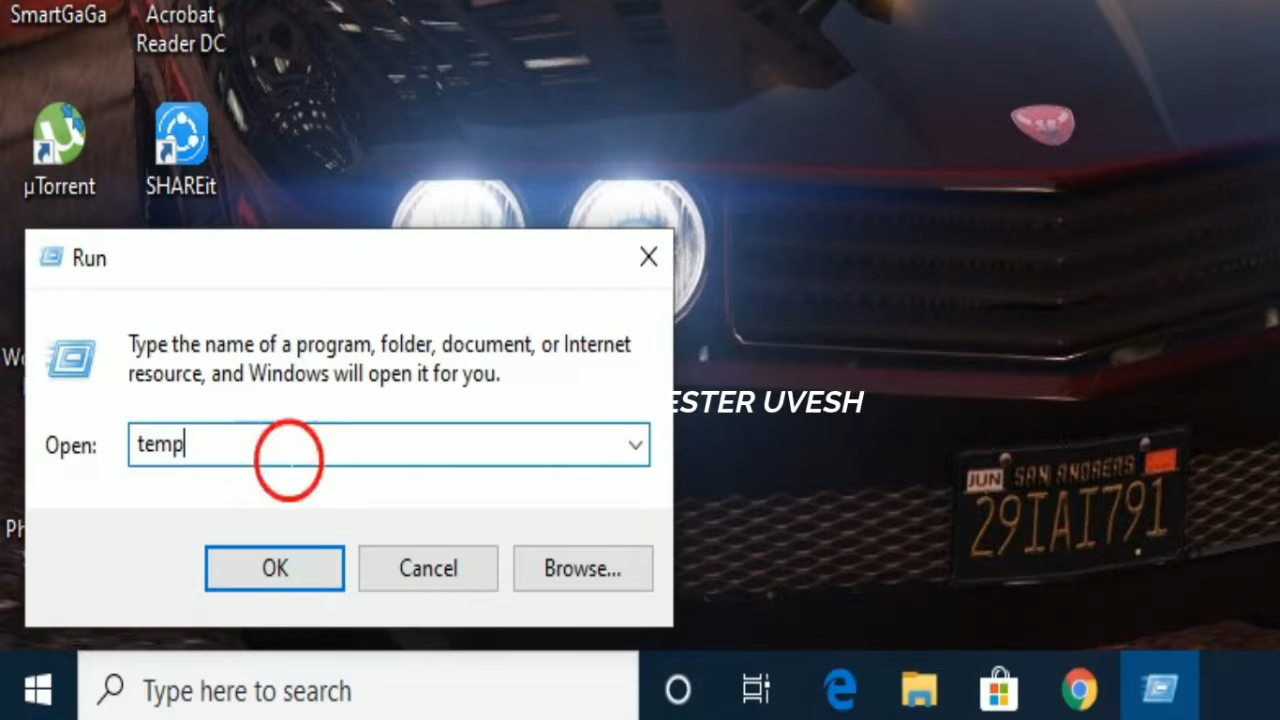 SmartGaGa
Acrobat
Reader DC
µTorrent
SHAREit
Run
Type the name of a program, folder, document, or Internet
resource, and Windows will open it for you.
ESTER UVESH
Open:
temp
JUN
SAN ANDREAS
29IAI791
OK
Cancel
Browse...
Type here to search